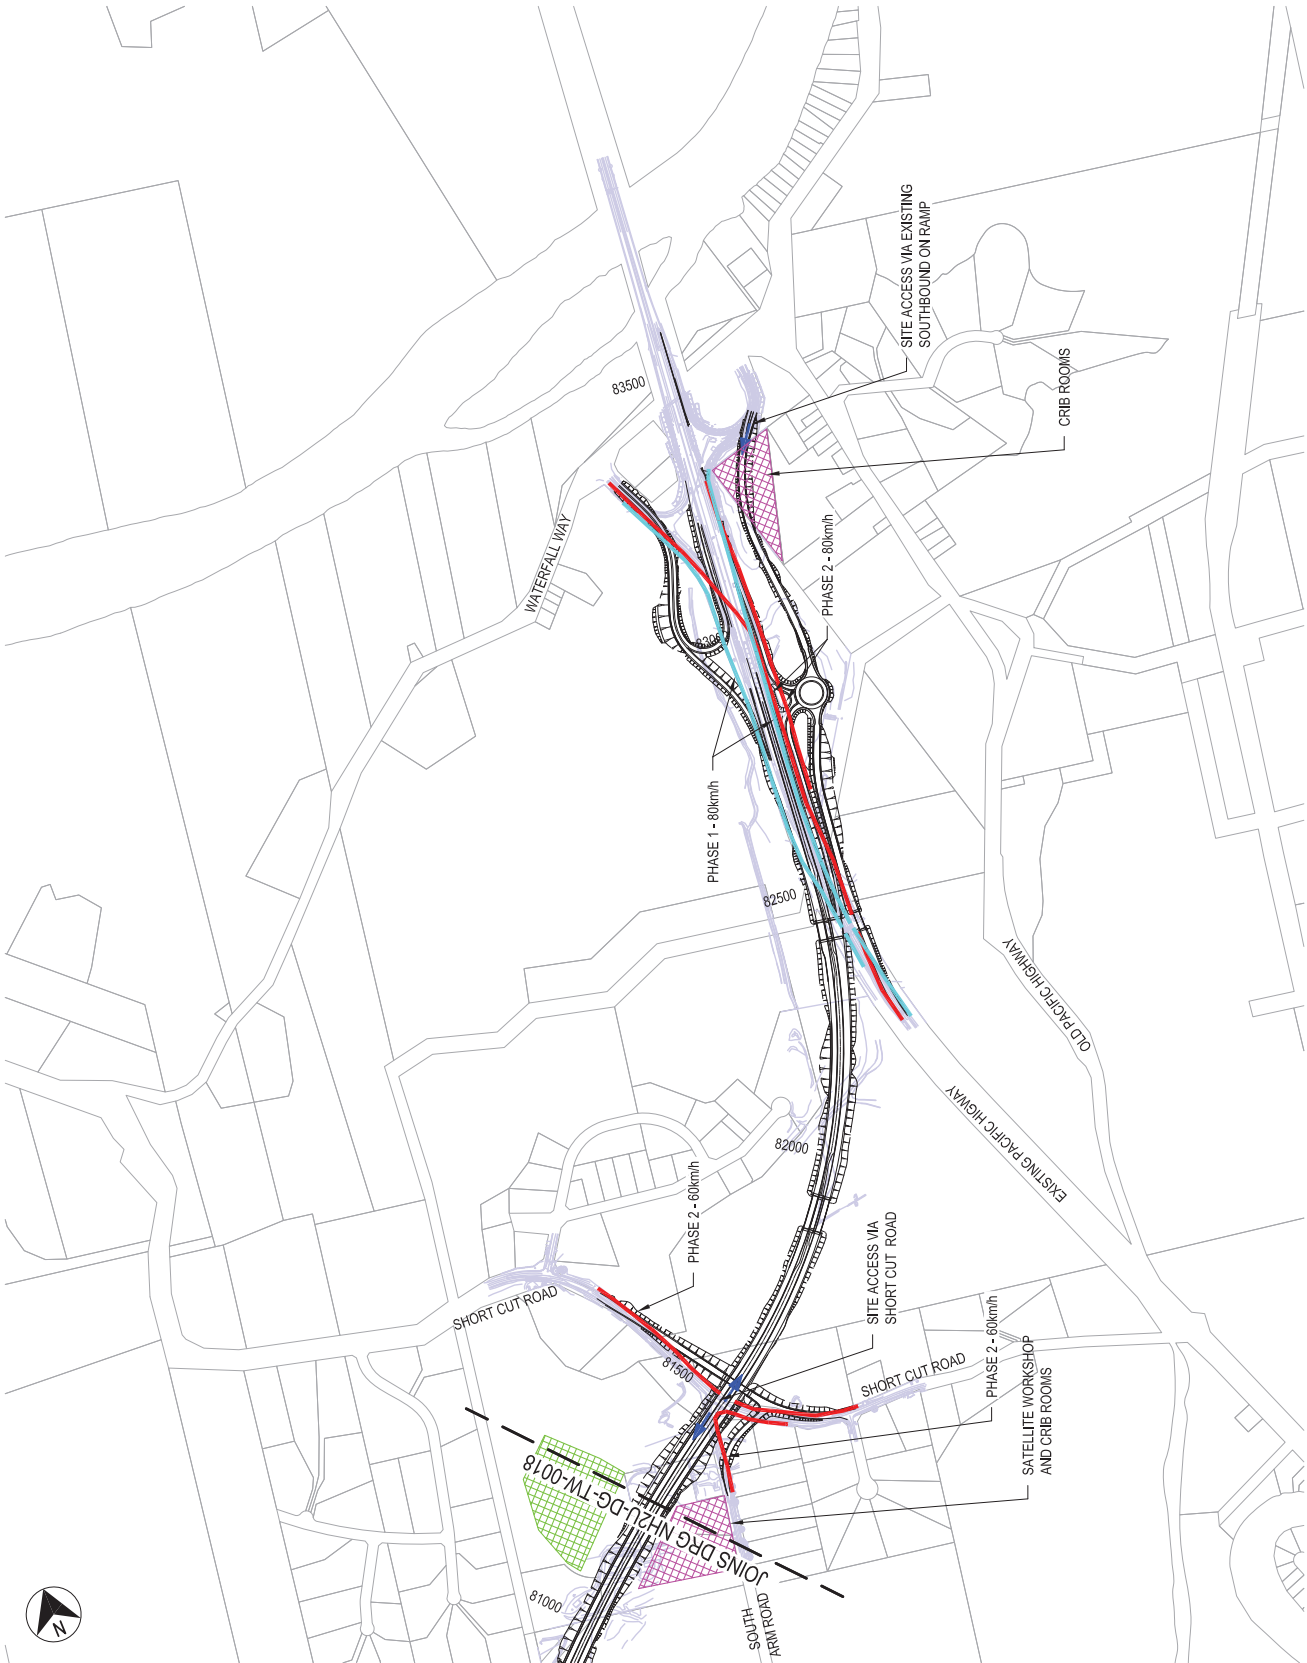 SITE ACCESS VIA EXISTING
SOUTHBOUND ON RAMP
83500
CRIB ROOMS
WATERFALL WAY
PHASE 2 - 80km/h
PHASE 1 - 80km/h
82500
OLD PACIFIC HIGHWAY
EXISTING PACIFIC HIGWAY
82000
PHASE 2 - 60km/h
SITE ACCESS VIA
SHORT CUT ROAD
SHORT CUT ROAD
81500
SHORT CUT ROAD
PHASE 2 - 60km/h
SATELLITE WORKSHOP
AND CRIB ROOMS
JOINS DRG NH2U-DG-TW-0018
81000
SOUTH
ARM ROAD
N